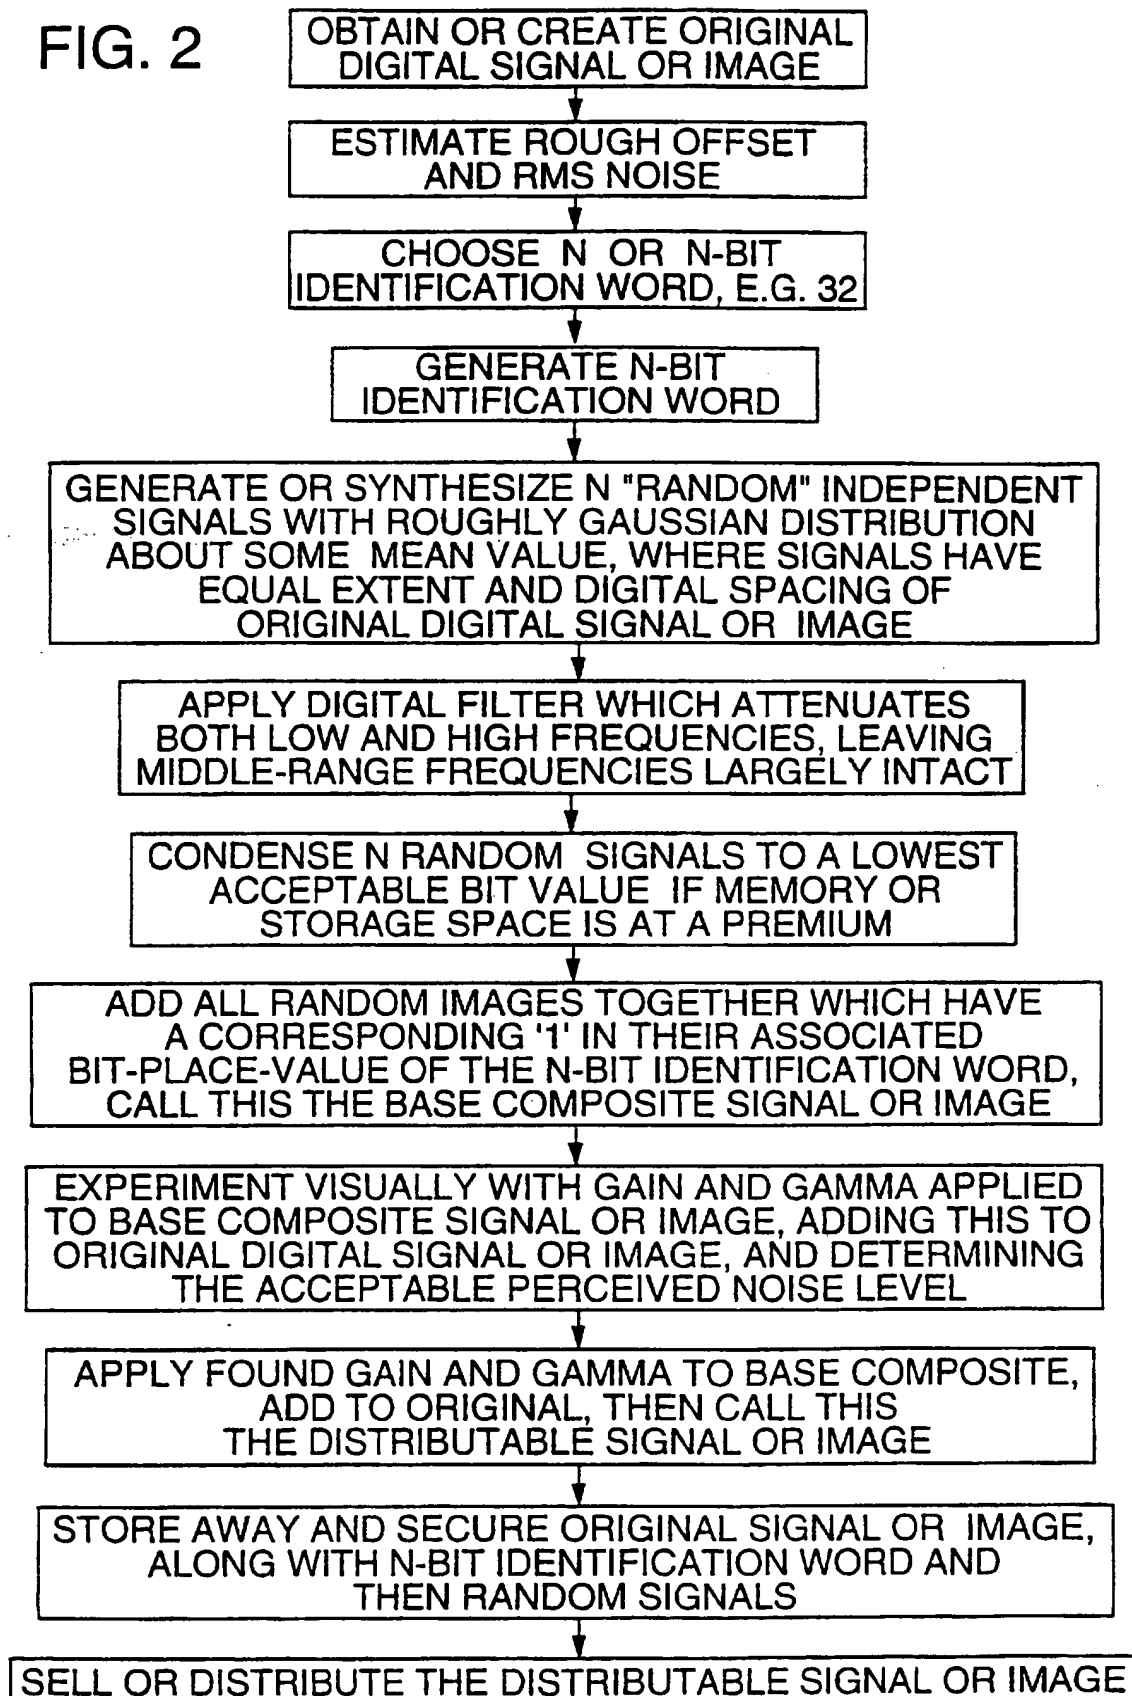 FIG. 2
OBTAIN OR CREATE ORIGINAL
DIGITAL SIGNAL OR IMAGE
ESTIMATE ROUGH OFFSET
AND RMS NOISE
CHOOSE N OR N-BIT
IDENTIFICATION WORD, E.G. 32
GENERATE N-BIT
IDENTIFICATION WORD
GENERATE OR SYNTHESIZE N "RANDOM" INDEPENDENT
SIGNALS WITH ROUGHLY GAUSSIAN DISTRIBUTION
ABOUT SOME MEAN VALUE, WHERE SIGNALS HAVE
EQUAL EXTENT AND DIGITAL SPACING OF
ORIGINAL DIGITAL SIGNAL OR IMAGE
APPLY DIGITAL FILTER WHICH ATTENUATES
BOTH LOW AND HIGH FREQUENCIES, LEAVING
MIDDLE-RANGE FREQUENCIES LARGELY INTACT
CONDENSE N RANDOM SIGNALS TO A LOWEST
ACCEPTABLE BIT VALUE IF MEMORY OR
STORAGE SPACE IS AT A PREMIUM
ADD ALL RANDOM IMAGES TOGETHER WHICH HAVE
A CORRESPONDING '1' IN THEIR ASSOCIATED
BIT-PLACE-VALUE OF THE N-BIT IDENTIFICATION WORD,
CALL THIS THE BASE COMPOSITE SIGNAL OR IMAGE
EXPERIMENT VISUALLY WITH GAIN AND GAMMA APPLIED
TO BASE COMPOSITE SIGNAL OR IMAGE, ADDING THIS TO
ORIGINAL DIGITAL SIGNAL OR IMAGE, AND DETERMINING
THE ACCEPTABLE PERCEIVED NOISE LEVEL
APPLY FOUND GAIN AND GAMMA TO BASE COMPOSITE,
ADD TO ORIGINAL, THEN CALL THIS
THE DISTRIBUTABLE SIGNAL OR IMAGE
STORE AWAY AND SECURE ORIGINAL SIGNAL OR IMAGE,
ALONG WITH N-BIT IDENTIFICATION WORD AND
THEN RANDOM SIGNALS
SELL OR DISTRIBUTE THE DISTRIBUTABLE SIGNAL OR IMAGE